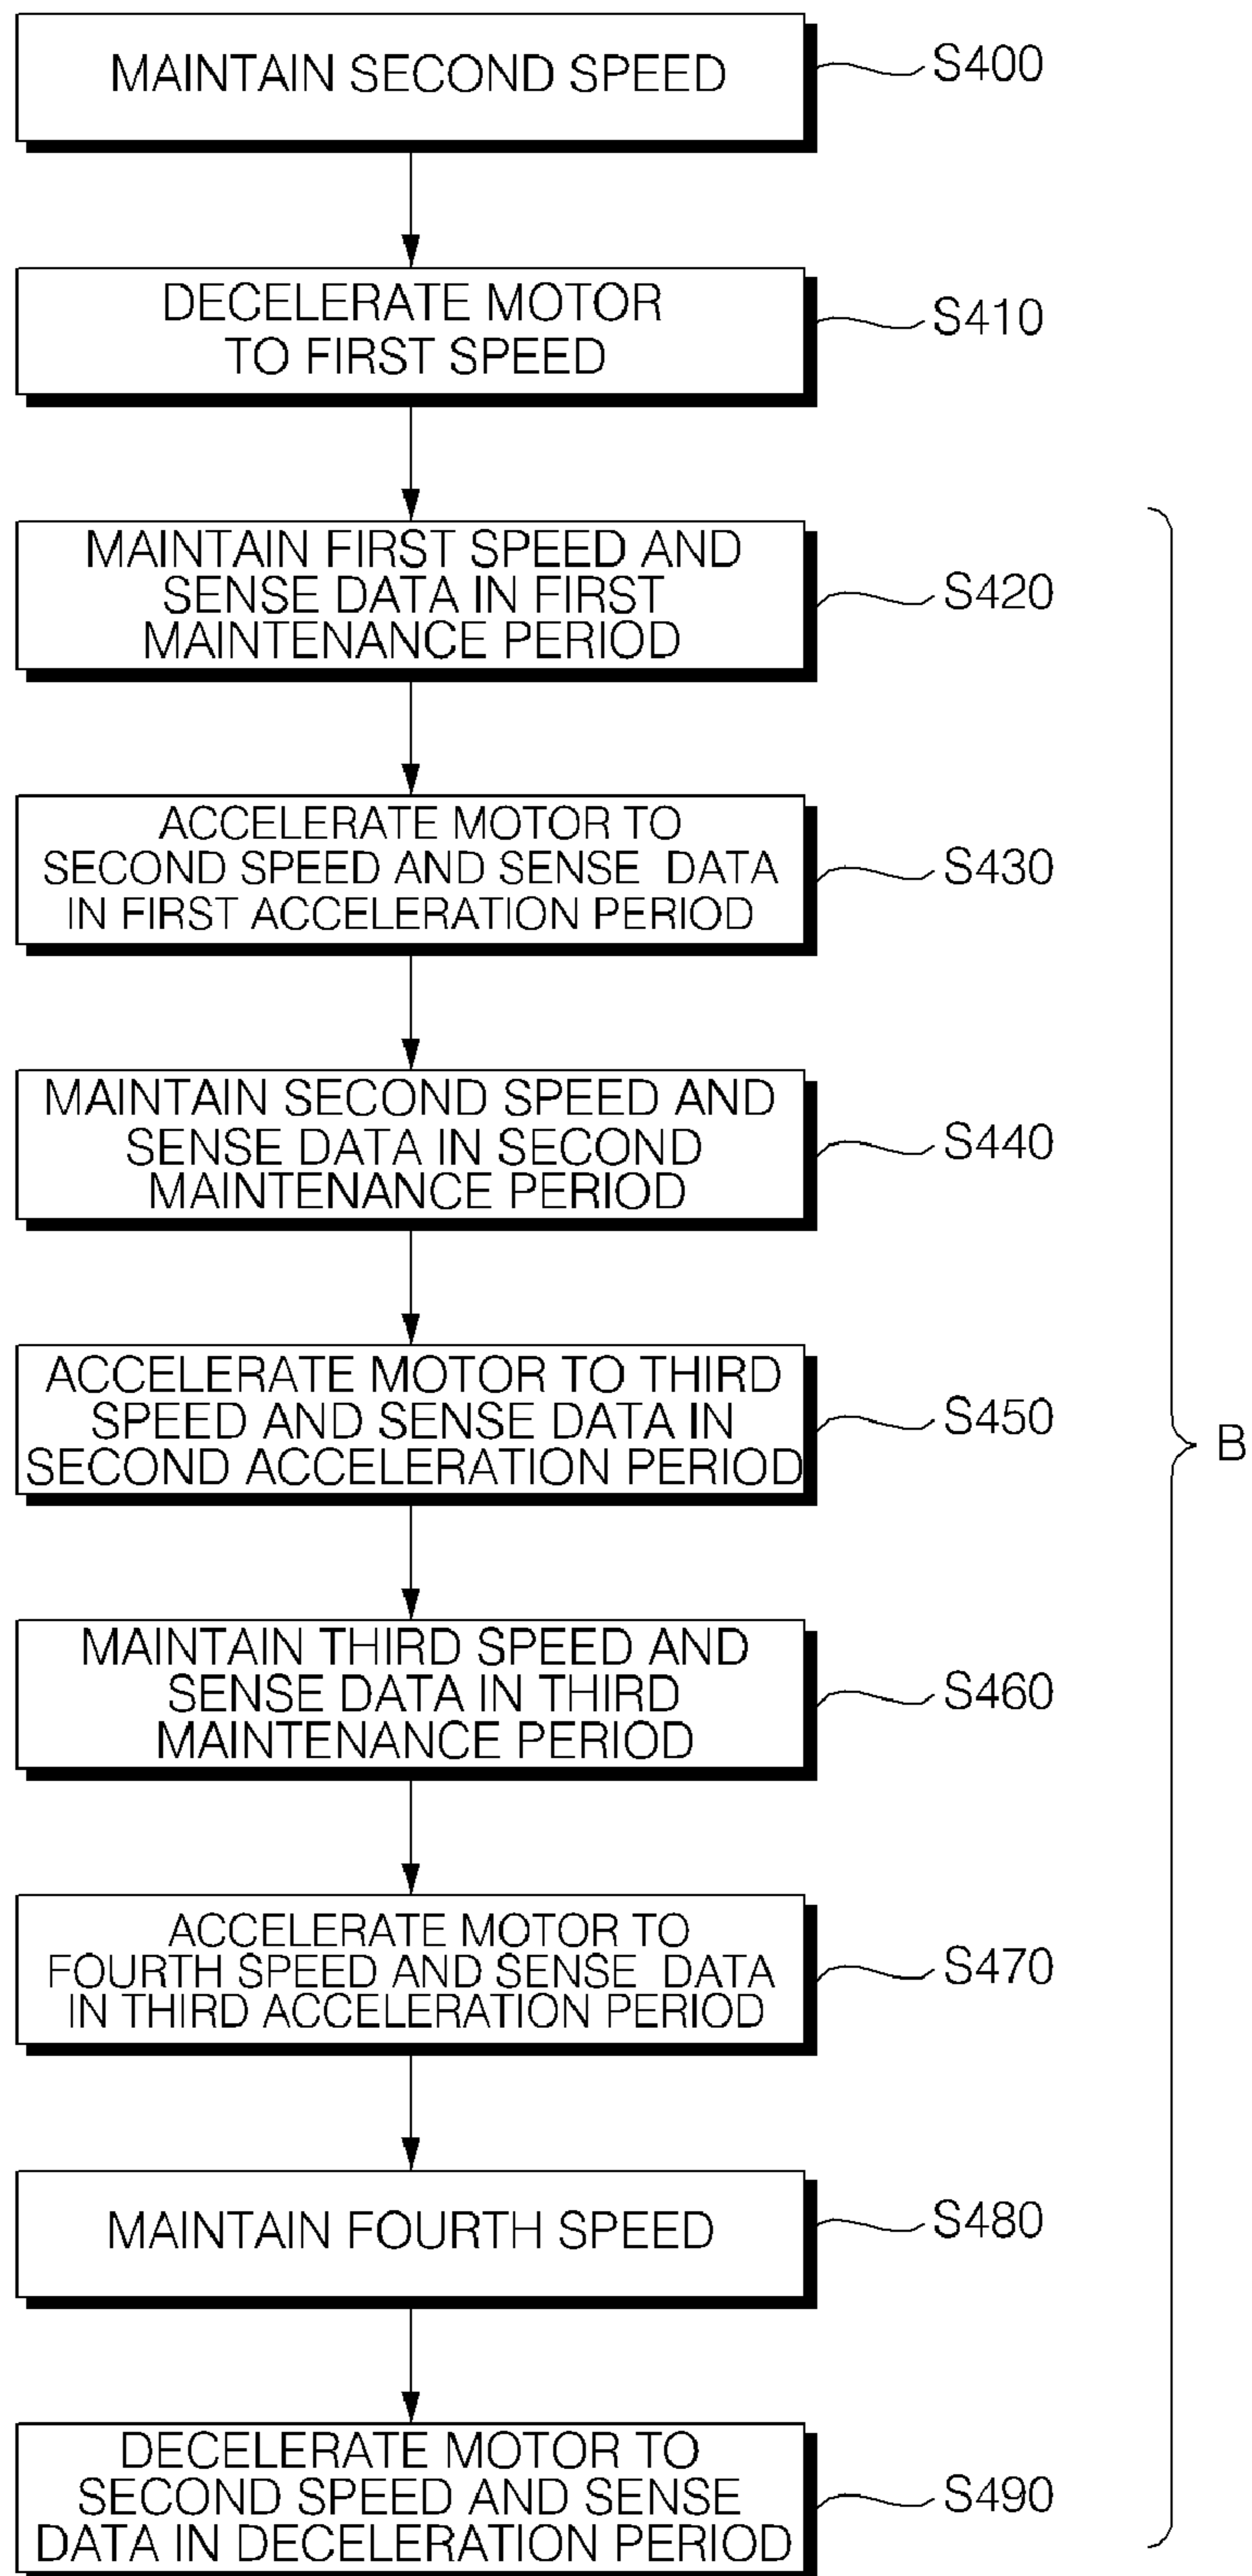 MAINTAIN SECOND SPEED
S400
DECELERATE MOTOR
TO FIRST SPEED
S410
MAINTAIN FIRST SPEED AND
SENSE DATA IN FIRST
MAINTENANCE PERIOD
S420
ACCELERATE MOTOR TO
SECOND SPEED AND SENSE DATA
IN FIRST ACCELERATION PERIOD
S430
MAINTAIN SECOND SPEED AND
SENSE DATA IN SECOND
MAINTENANCE PERIOD
S440
ACCELERATE MOTOR TO THIRD
SPEED AND SENSE DATA IN
SECOND ACCELERATION PERIOD
S450
B
MAINTAIN THIRD SPEED AND
SENSE DATA IN THIRD
MAINTENANCE PERIOD
S460
ACCELERATE MOTOR TO
FOURTH SPEED AND SENSE DATA
IN THIRD ACCELERATION PERIOD
S470
MAINTAIN FOURTH SPEED
S480
DECELERATE MOTOR TO
SECOND SPEED AND SENSE
DATA IN DECELERATION PERIOD
S490